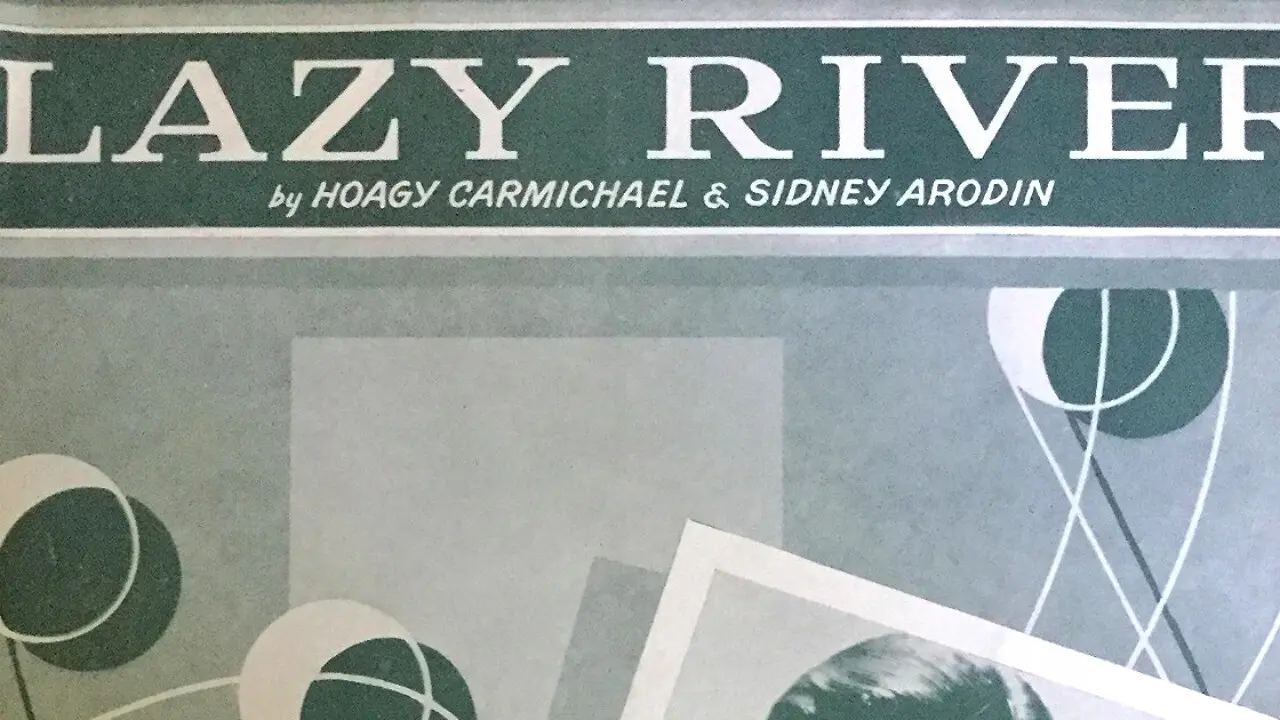 LAZY RIVER
by HOAGY CARMICHAEL & SIDNEY ARODIN